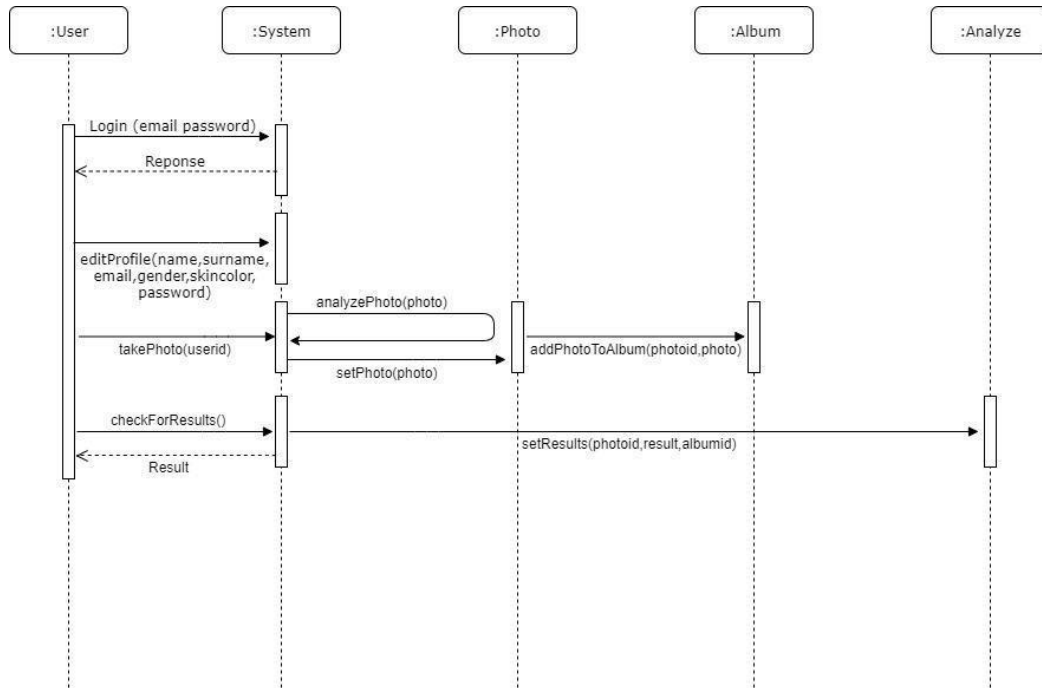 :User
:System
:Photo
:Album
:Analyze
Login (email password)
Reponse
editProfile(name,surname,
email,gender,skincolor,
password)
analyzePhoto(photo)
takePhoto(userid)
addPhotoToAlbum(photoid,photo)
setPhoto(photo)
checkForResults()
setResults(photoid,result,albumid)
Result